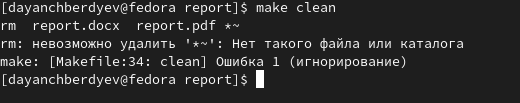 [dayanchberdyev@fedora report]$ make clean
rm  report.docx  report.pdf *~
rm: невозможно удалить '*~': Нет такого файла или каталога
make: [Makefile:34: clean] Ошибка 1 (игнорирование)
[dayanchberdyev@fedora report]$